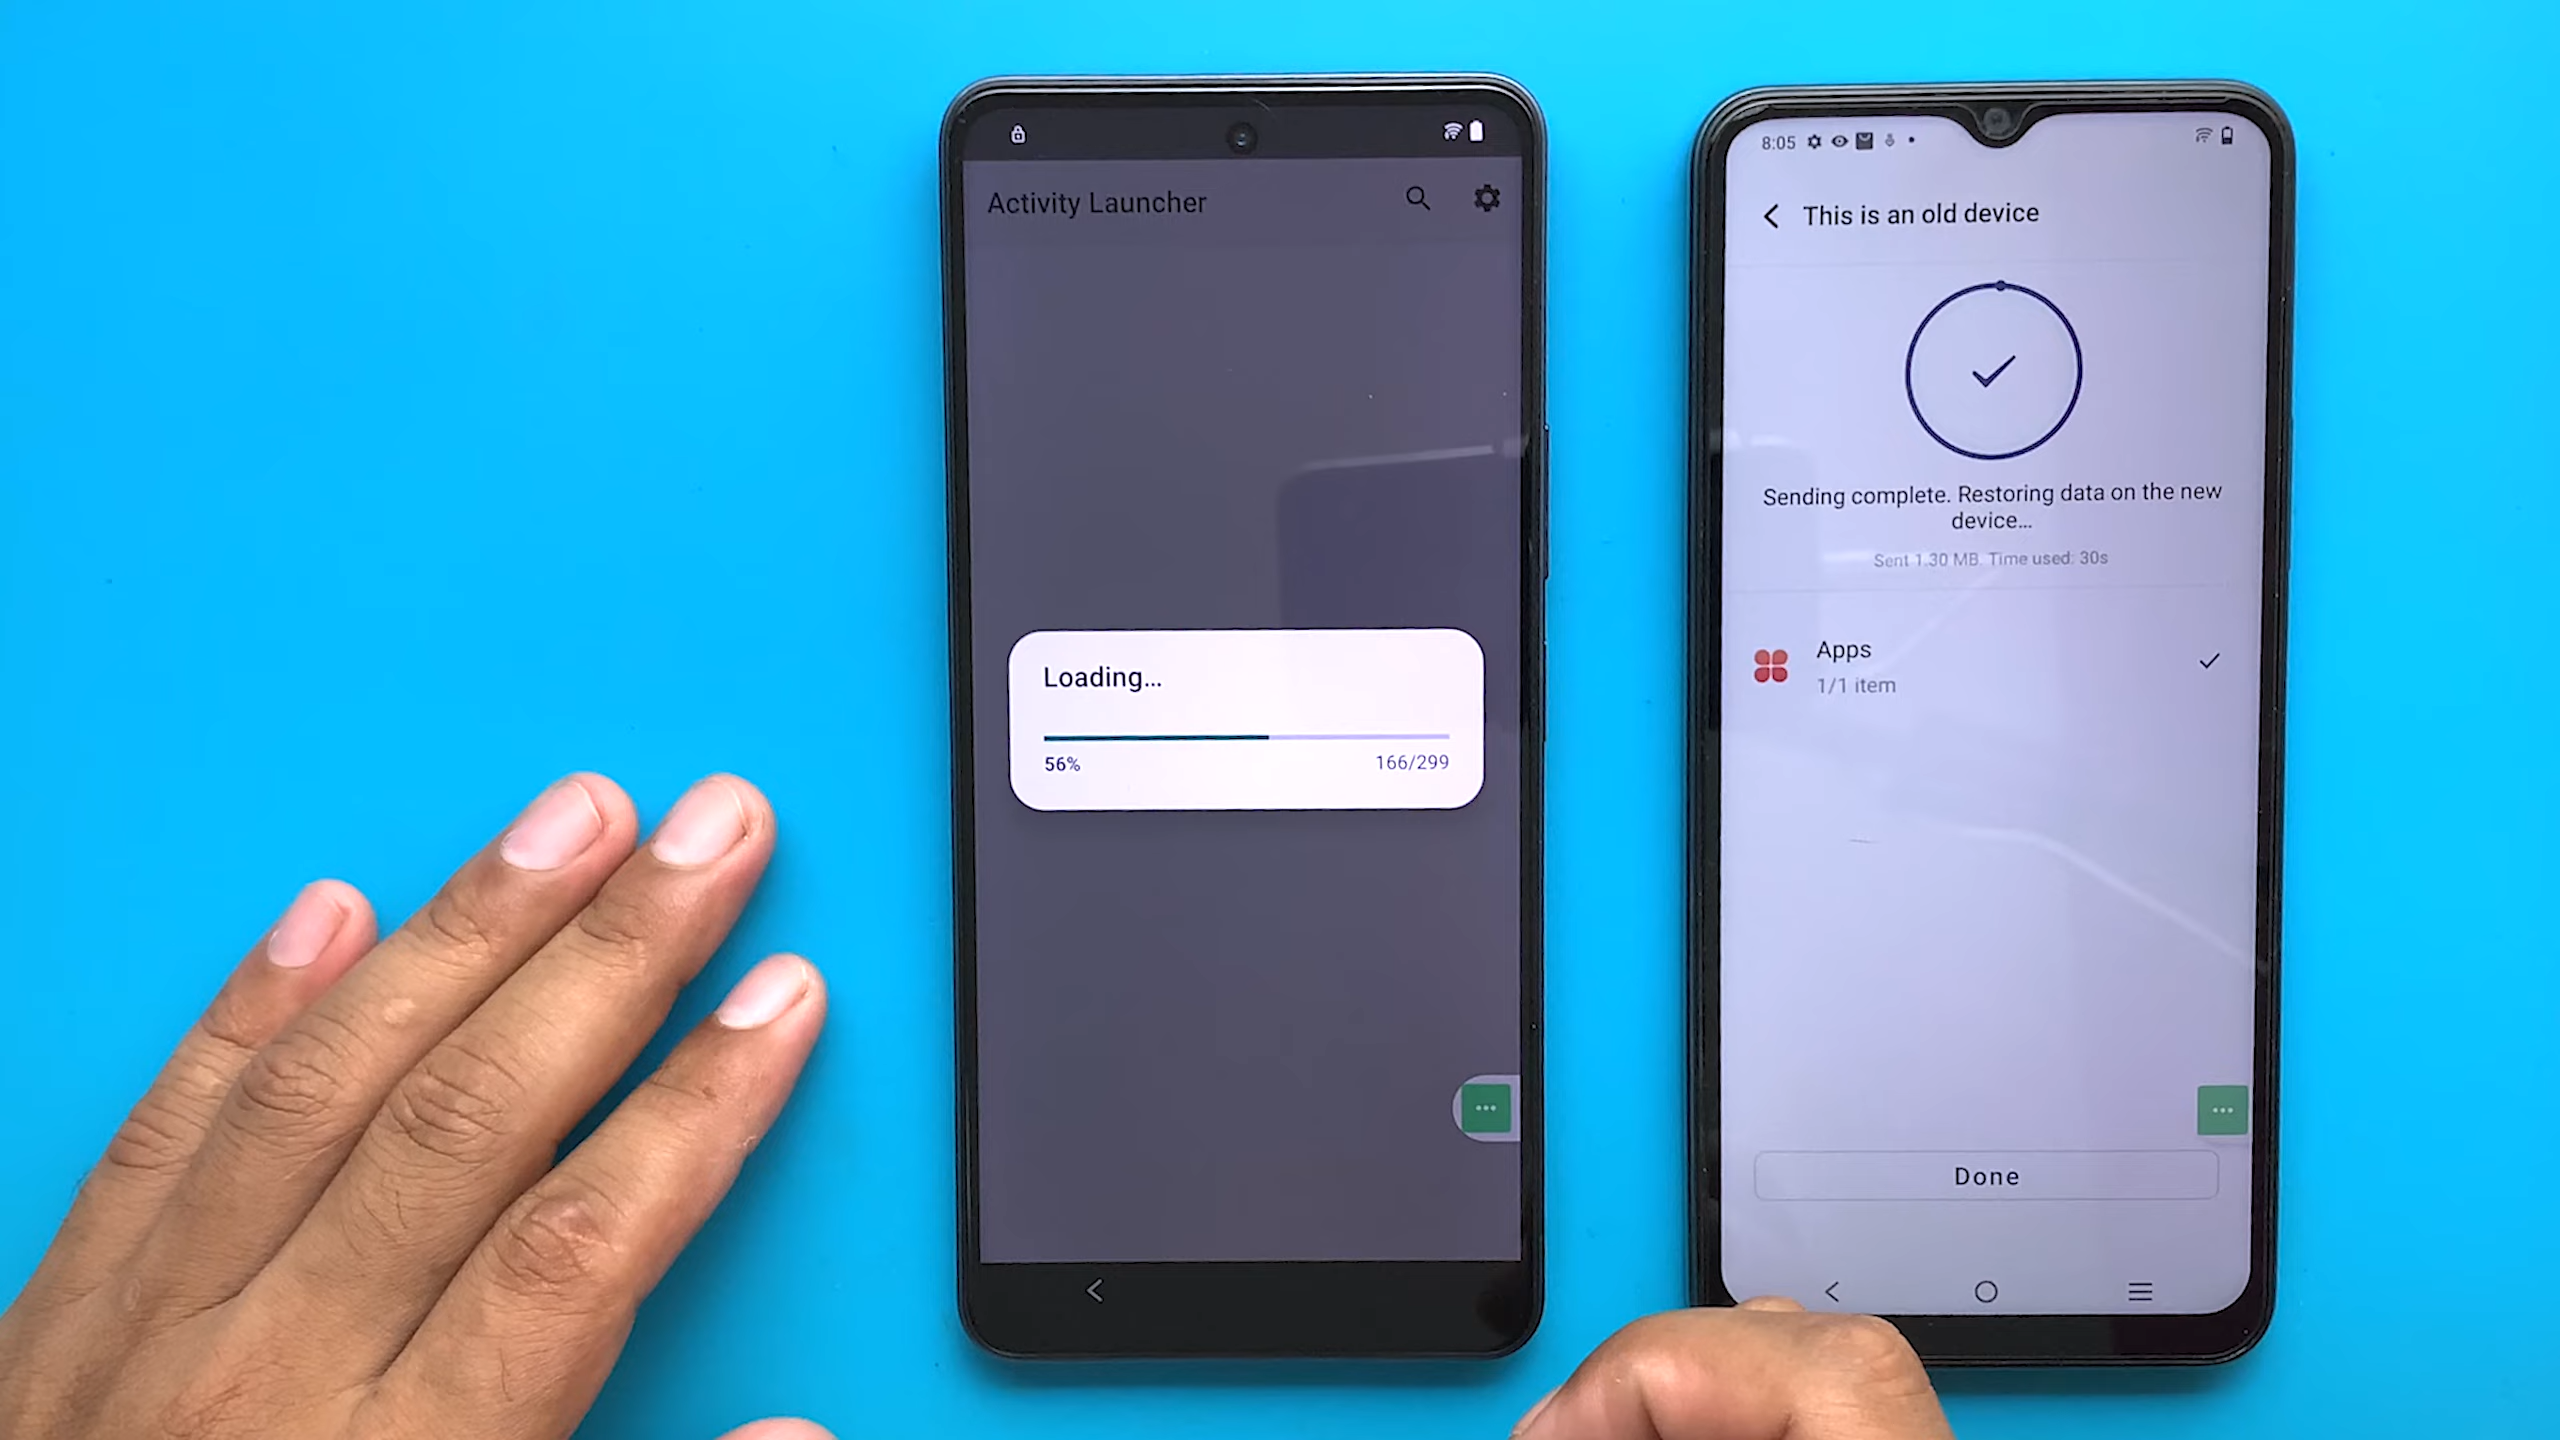 Activity Launcher
Loading...
56%
166/299
8:05
This is an old device
Sending complete. Restoring data on the new
device...
Sent 1.30 MB. Time used: 30s
Apps
1/1 item
Done